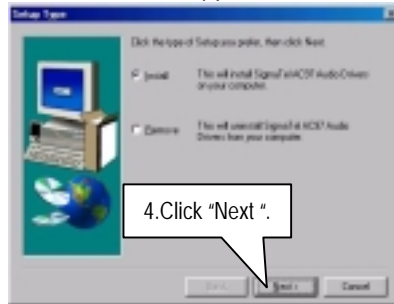 Setup Type
Click the type of Setup you prefer, then click Next.
Install
This will install SigmaTel AC97 Audio Drivers
on your computer.
Remove
This will uninstall SigmaTel AC97 Audio
Drivers from your computer.
4.Click "Next ".
Next >
Cancel